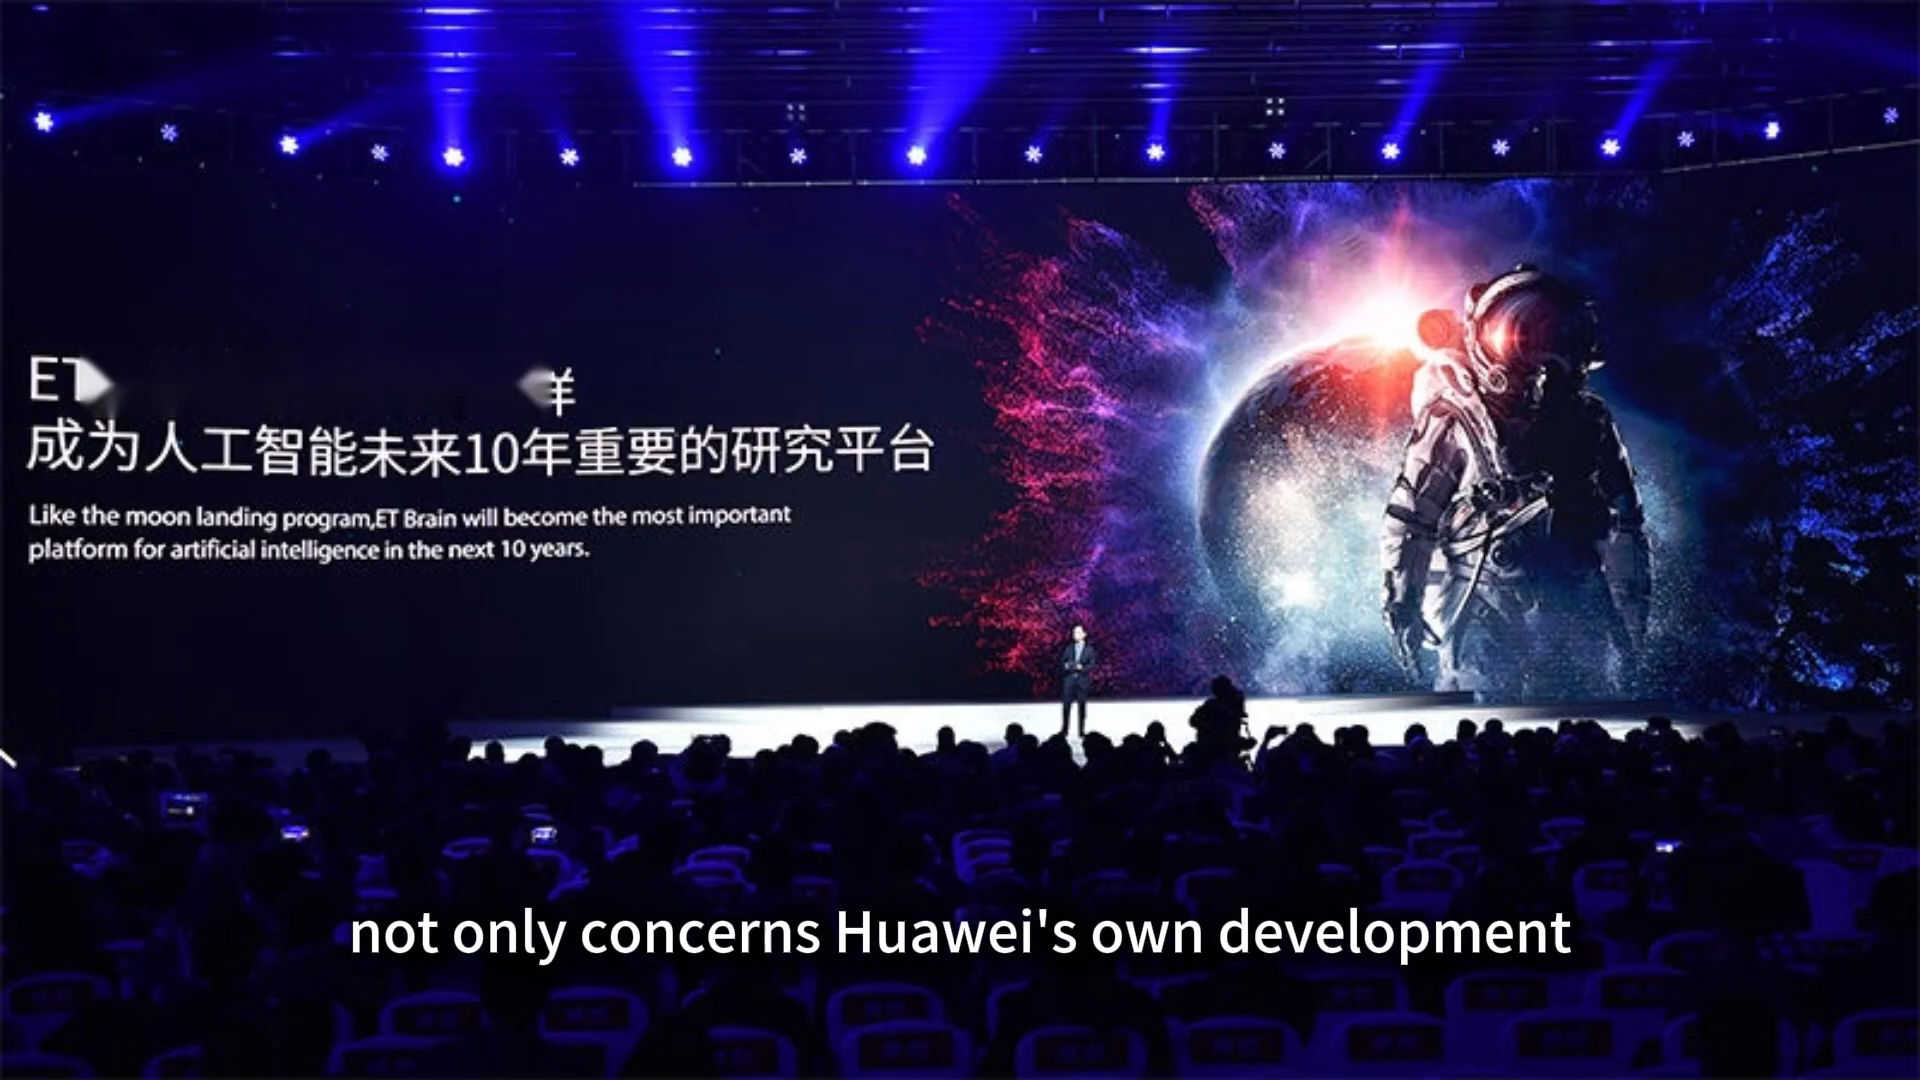 ET
成为人工智能未来10年重要的研究平台
Like the moon landing program,ET Brain will become the most important
platform for artificial intelligence in the next 10 years.
not only concerns Huawei's own development